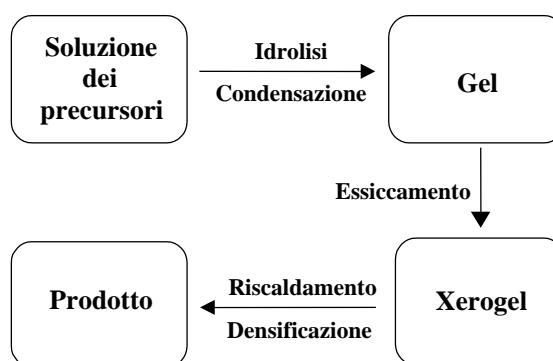 Soluzione
dei
precursori
Idrolisi
Condensazione
Gel
Essiccamento
Xerogel
Riscaldamento
Densificazione
Prodotto